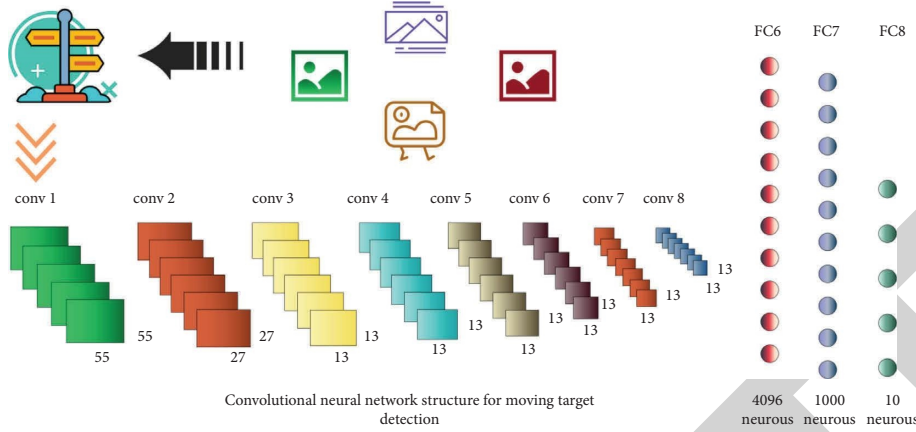 FC6 FC7 FC8
conv 1 conv 2 conv 3 conv 4 conv 5 conv 6 conv 7 conv 8
55
55
27
27
13
13
13
13
13
13
13
13
13
13
13
13
Convolutional neural network structure for moving target
detection
4096
neurous
1000
neurous
10
neurous